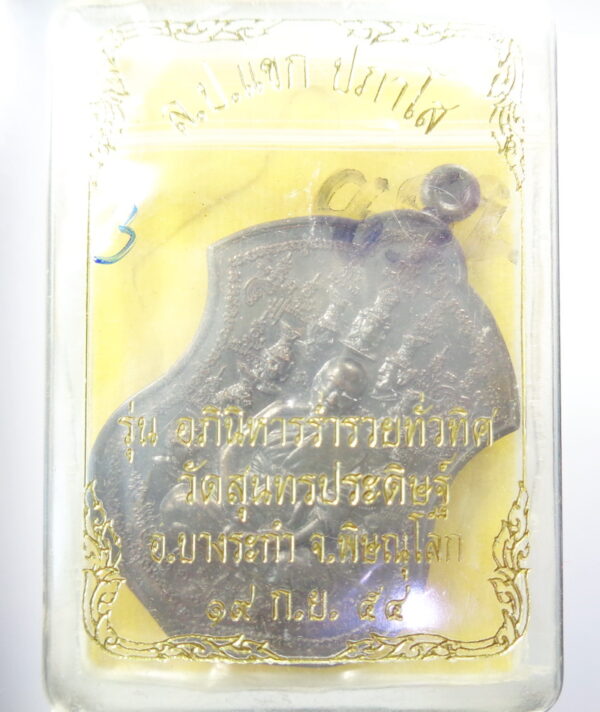 ล.ป.แขก ปภาโส
รุ่น อภินิหารร่ำรวยทั่วทิศ
วัดสุนทรประดิษฐ์
อ.บางระกำ จ.พิษณุโลก
๑๙ ก.ย. ๕๔